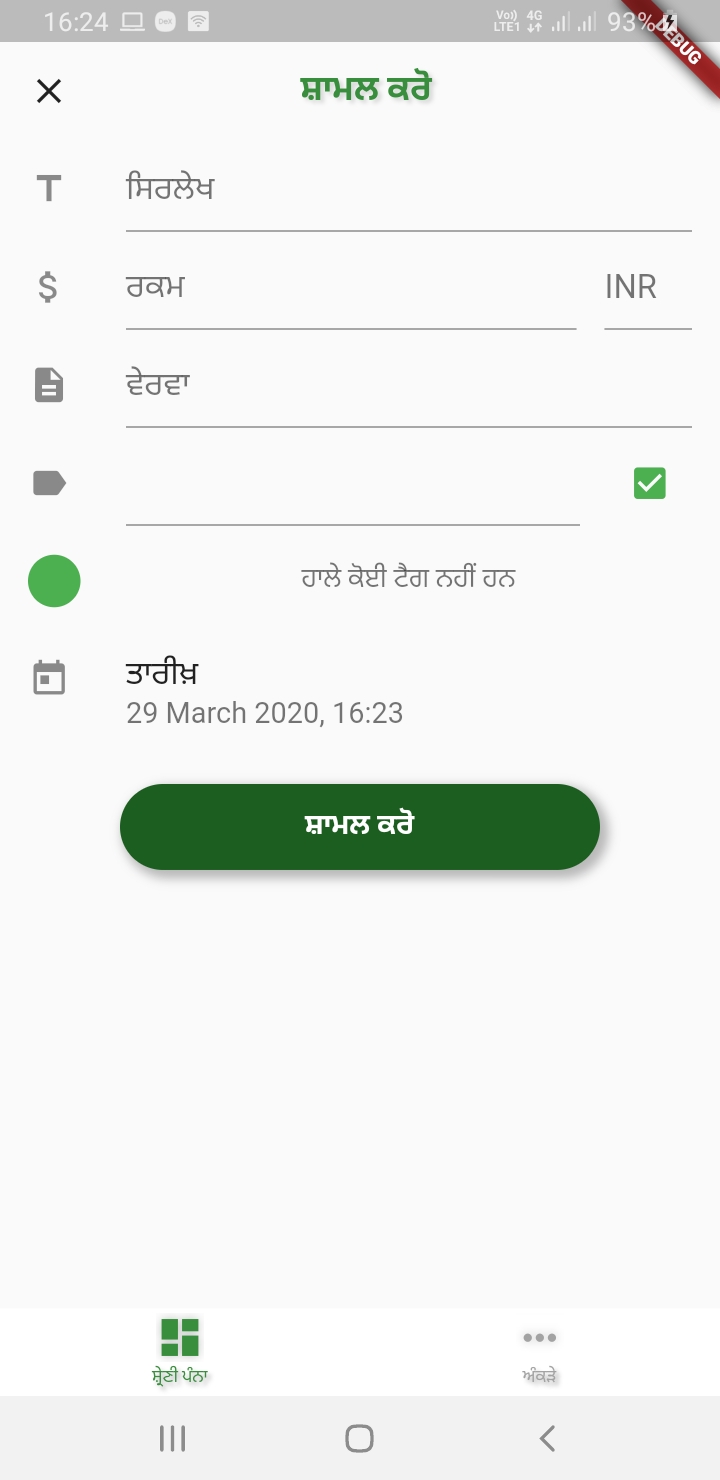 16:24 DeX Vo)) LTE1 4G 93%
DEBUG
ਸ਼ਾਮਲ ਕਰੋ
ਸਿਰਲੇਖ
ਰਕਮ INR
ਵੇਰਵਾ
ਹਾਲੇ ਕੋਈ ਟੈਗ ਨਹੀਂ ਹਨ
ਤਾਰੀਖ਼
29 March 2020, 16:23
ਸ਼ਾਮਲ ਕਰੋ
ਸ਼੍ਰੇਣੀ ਪੰਨਾ ਅੰਕੜੇ